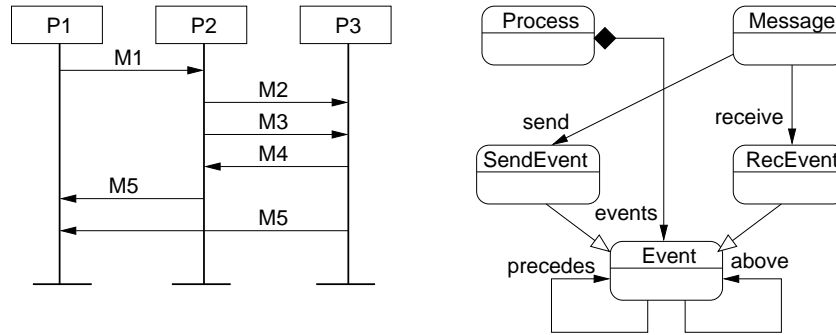 P1
P2
P3
M1
M2
M3
M4
M5
M5
Process
Message
send
receive
SendEvent
RecEvent
events
Event
precedes
above